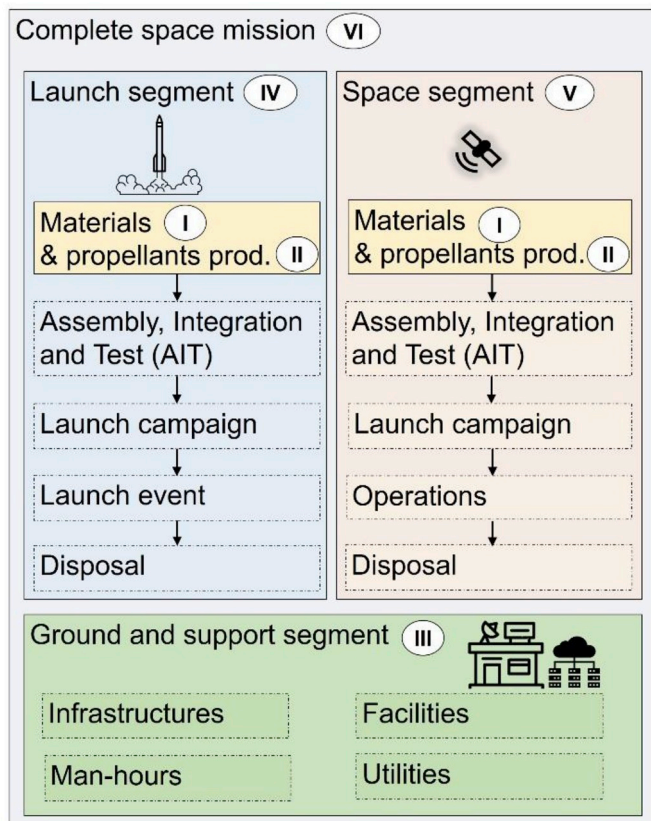 Complete space mission VI
Launch segment IV
Materials I
& propellants prod. II
Assembly, Integration
and Test (AIT)
Launch campaign
Launch event
Disposal
Space segment V
Materials I
& propellants prod. II
Assembly, Integration
and Test (AIT)
Launch campaign
Operations
Disposal
Ground and support segment III
Infrastructures
Facilities
Man-hours
Utilities